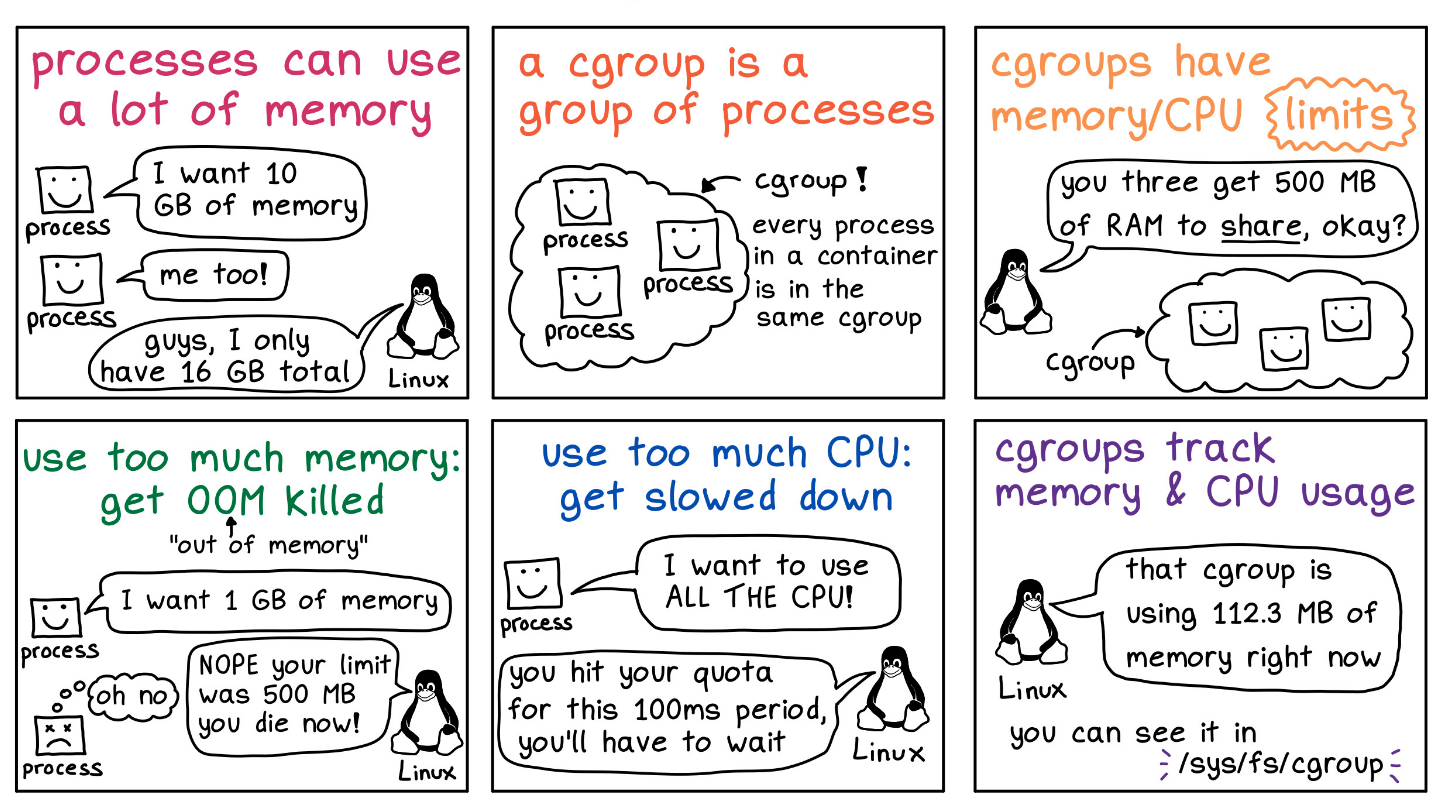 processes can use
a lot of memory
I want 10
GB of memory
process
me too!
process
guys, I only
have 16 GB total
Linux
a cgroup is a
group of processes
cgroup!
process
process
process
every process
in a container
is in the
same cgroup
cgroups have
memory/CPU limits
you three get 500 MB
of RAM to share, okay?
cgroup
use too much memory:
get OOM killed
"out of memory"
I want 1 GB of memory
process
NOPE your limit
was 500 MB
you die now!
oh no
process
Linux
use too much CPU:
get slowed down
I want to use
ALL THE CPU!
process
you hit your quota
for this 100ms period,
you'll have to wait
Linux
cgroups track
memory & CPU usage
that cgroup is
using 112.3 MB of
memory right now
Linux
you can see it in
/sys/fs/cgroup